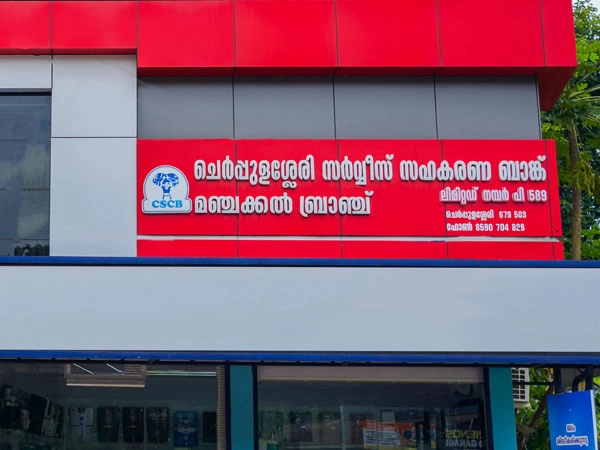 ചെർപ്പുളശ്ശേരി സർവ്വീസ് സഹകരണ ബാങ്ക്
ലിമിറ്റഡ് നമ്പർ പി 589
CSCB
മഞ്ചക്കൽ ബ്രാഞ്ച്
ചെർപ്പുളശ്ശേരി 679 503
ഫോൺ 8590 704 828